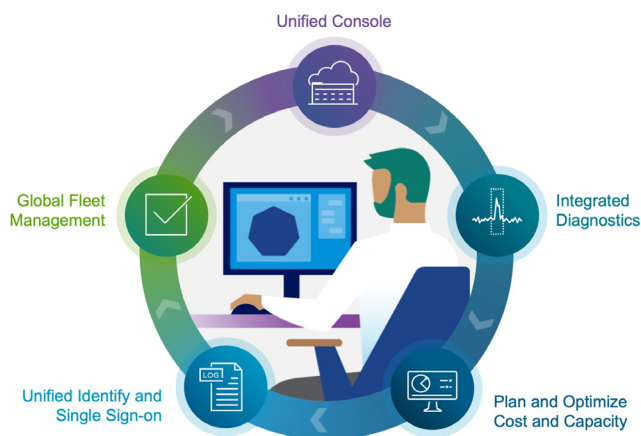 Unified Console
Global Fleet
Management
Integrated
Diagnostics
LOG
Unified Identify and
Single Sign-on
Plan and Optimize
Cost and Capacity